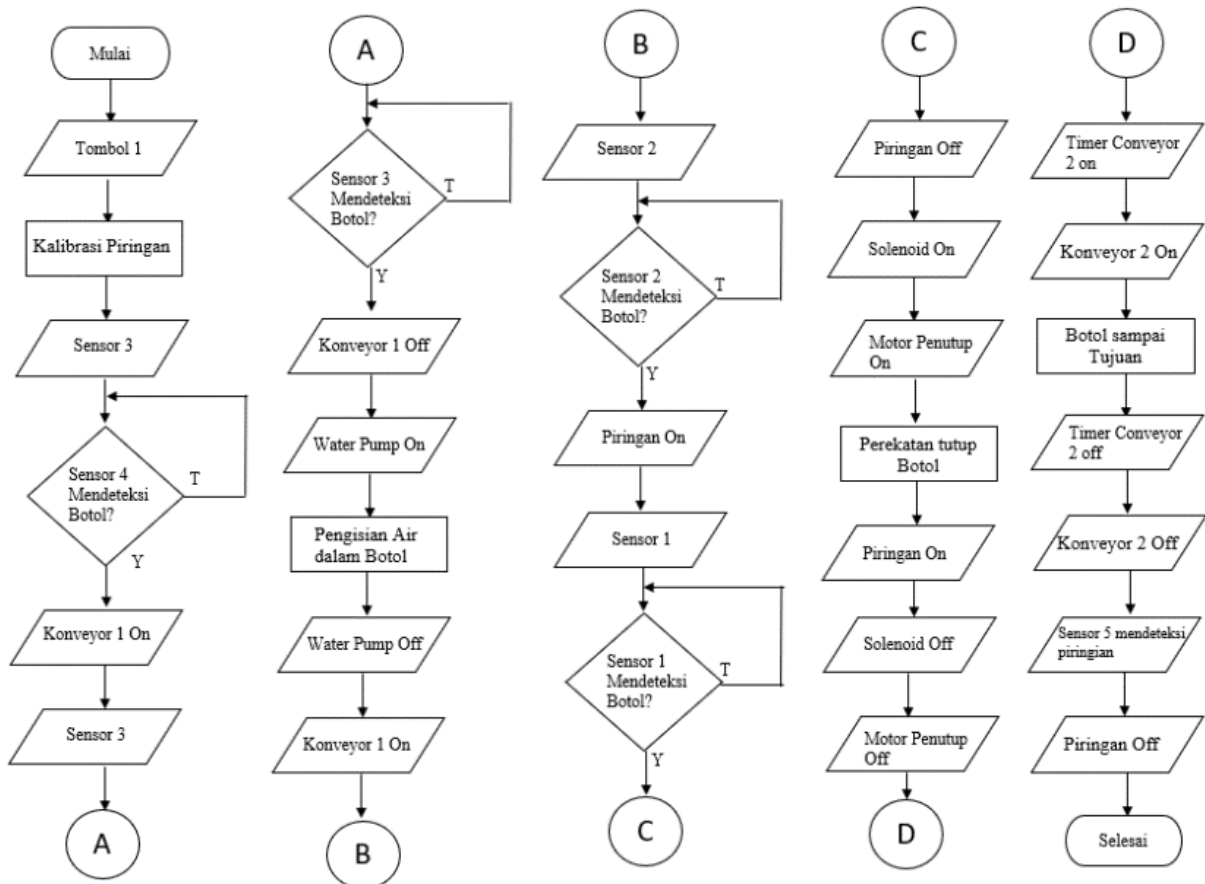 Mulai
Tombol 1
Kalibrasi Piringan
Sensor 3
Sensor 4
Mendeteksi
Botol?
T
Y
Konveyor 1 On
Sensor 3
A
A
Sensor 3
Mendeteksi
Botol?
T
Y
Konveyor 1 Off
Water Pump On
Pengisian Air
dalam Botol
Water Pump Off
Konveyor 1 On
B
B
Sensor 2
Sensor 2
Mendeteksi
Botol?
T
Y
Piringan On
Sensor 1
Sensor 1
Mendeteksi
Botol?
T
Y
C
C
Piringan Off
Solenoid On
Motor Penutup
On
Perekatan tutup
Botol
Piringan On
Solenoid Off
Motor Penutup
Off
D
D
Timer Conveyor
2 on
Konveyor 2 On
Botol sampai
Tujuan
Timer Conveyor
2 off
Konveyor 2 Off
Sensor 5 mendeteksi
piringian
Piringan Off
Selesai